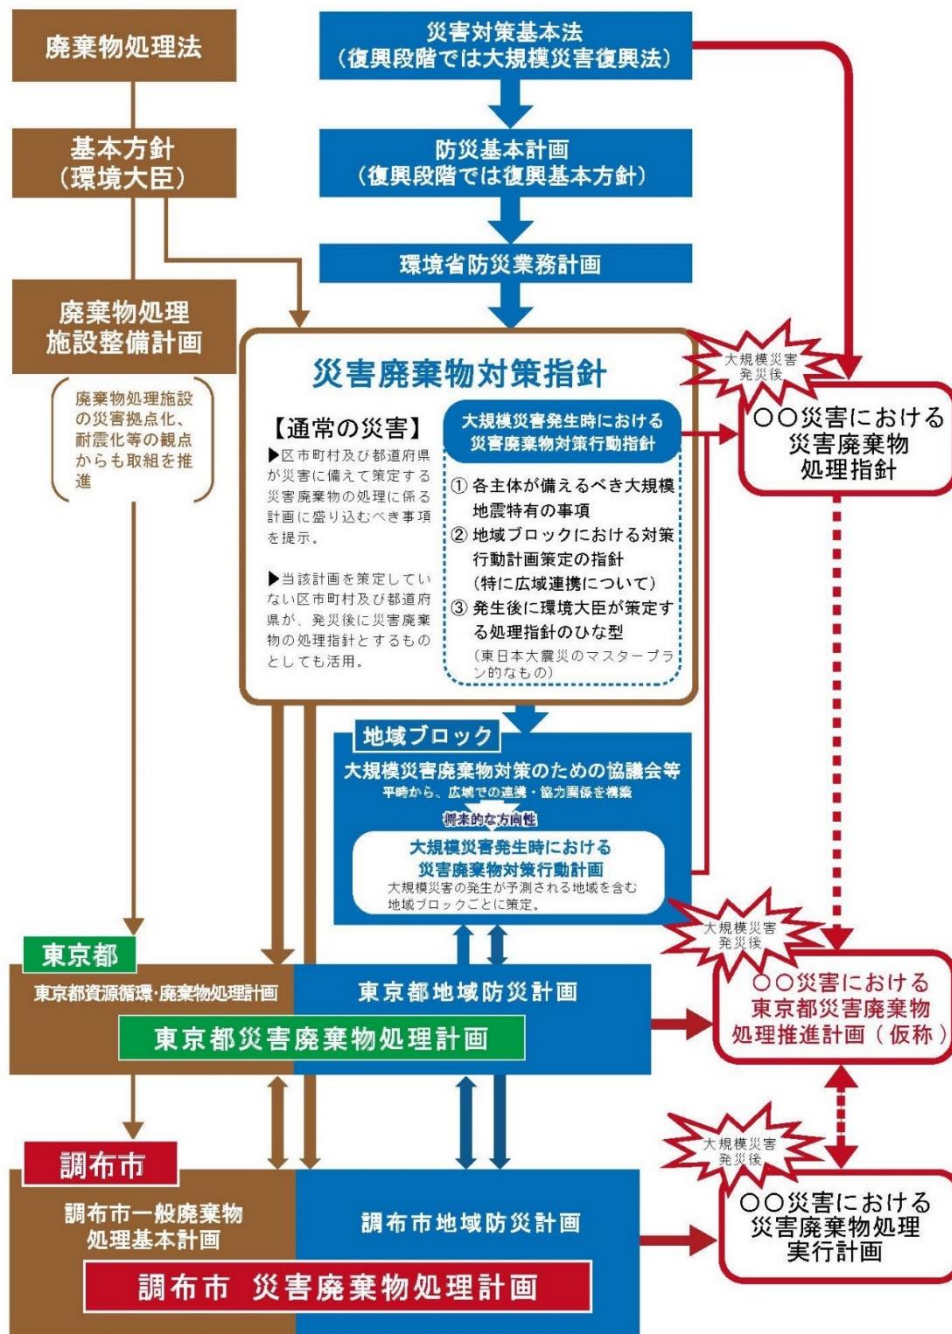 廃棄物処理法
基本方針
（環境大臣）
廃棄物処理
施設整備計画
廃棄物処理施設
の災害拠点化、
耐震化等の観点
からも取組を推
進
災害対策基本法
（復興段階では大規模災害復興法）
防災基本計画
（復興段階では復興基本方針）
環境省防災業務計画
災害廃棄物対策指針
【通常の災害】
▶区市町村及び都道府県
が災害に備えて策定する
災害廃棄物の処理に係る
計画に盛り込むべき事項
を提示。
▶当該計画を策定してい
ない区市町村及び都道府
県が、発災後に災害廃棄
物の処理指針とするもの
としても活用。
大規模災害発生時における
災害廃棄物対策行動指針
① 各主体が備えるべき大規模
地震特有の事項
② 地域ブロックにおける対策
行動計画策定の指針
（特に広域連携について）
③ 発生後に環境大臣が策定す
る処理指針のひな型
（東日本大震災のマスタープラ
ン的なもの）
大規模災害
発災後
〇〇災害における
災害廃棄物
処理指針
地域ブロック
大規模災害廃棄物対策のための協議会等
平時から、広域での連携・協力関係を構築
将来的な方向性
大規模災害発生時における
災害廃棄物対策行動計画
大規模災害の発生が予測される地域を含む
地域ブロックごとに策定。
東京都
東京都資源循環・廃棄物処理計画
東京都地域防災計画
東京都災害廃棄物処理計画
大規模災害
発災後
〇〇災害における
東京都災害廃棄物
処理推進計画（仮称）
調布市
調布市一般廃棄物
処理基本計画
調布市地域防災計画
調布市 災害廃棄物処理計画
大規模災害
発災後
〇〇災害における
災害廃棄物処理
実行計画